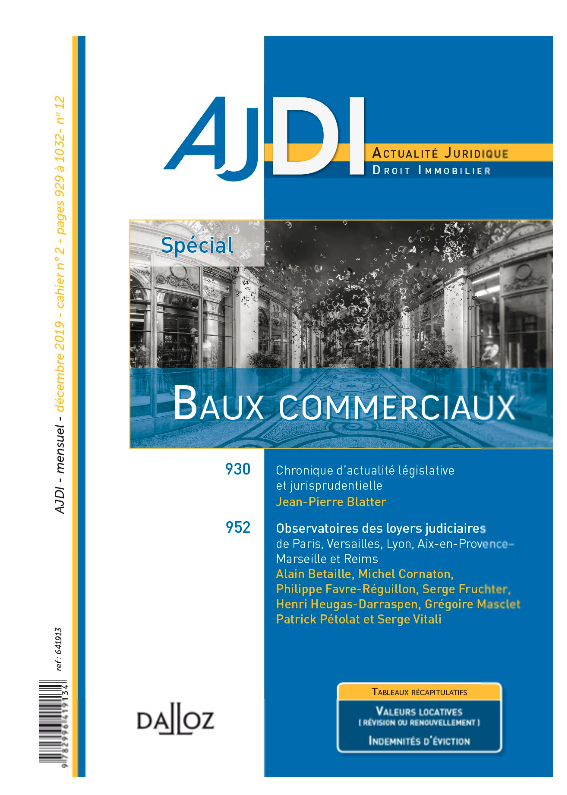 AJDI - mensuel - décembre 2019 - cahier n° 2 - pages 929 à 1032- n° 12
AJDI
ACTUALITÉ JURIDIQUE
DROIT IMMOBILIER
Spécial
BAUX COMMERCIAUX
930
Chronique d'actualité législative
et jurisprudentielle
Jean-Pierre Blatter
952
Observatoires des loyers judiciaires
de Paris, Versailles, Lyon, Aix-en-Provence–
Marseille et Reims
Alain Betaille, Michel Cornaton,
Philippe Favre-Réguillon, Serge Fruchter,
Henri Heugas-Darraspen, Grégoire Masclet
Patrick Pétolat et Serge Vitali
ref : 641913
9 782996 419134
DALLOZ
TABLEAUX RÉCAPITULATIFS
VALEURS LOCATIVES
( RÉVISION OU RENOUVELLEMENT )
INDEMNITÉS D'ÉVICTION